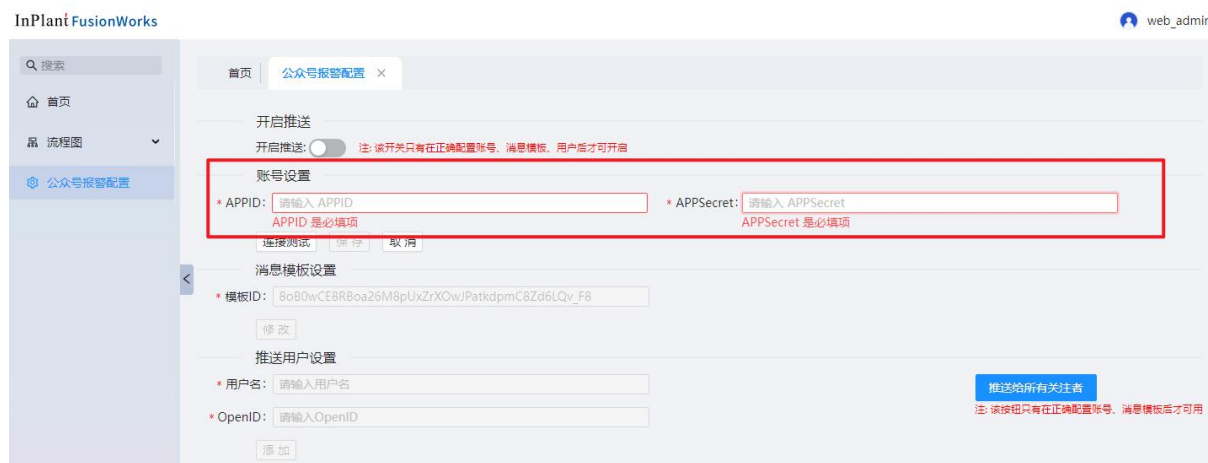 InPlant FusionWorks
web_admin
搜索
首页 公众号报警配置 ×
首页
开启推送
流程图
开启推送: 注: 该开关只有在正确配置账号、消息模板、用户后才可开启
公众号报警配置
账号设置
* APPID: 请输入 APPID * APPSecret: 请输入 APPSecret
APPID 是必填项 APPSecret 是必填项
连接测试 保存 取消
消息模板设置
* 模板ID: 8oB0wCE8RBoa26M8pUxZrXOwJPatkdpmC8Zd6LQv_F8
修改
推送用户设置
* 用户名: 请输入用户名 推送给所有关注者
* OpenID: 请输入OpenID 注: 该按钮只有在正确配置账号、消息模板后才可用
添加